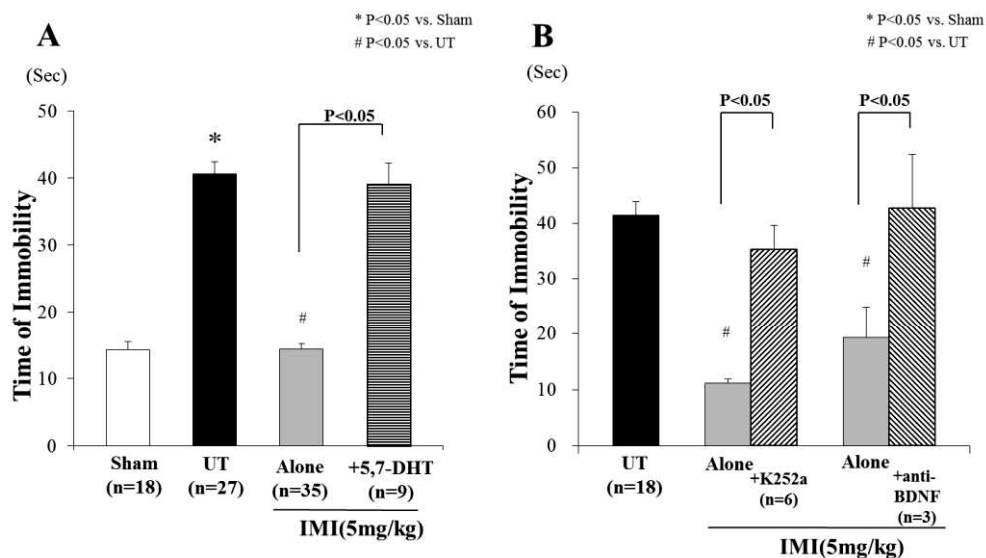 A
* P<0.05 vs. Sham
# P<0.05 vs. UT
(Sec)
Time of Immobility
50
40
30
20
10
0
*
#
P<0.05
Sham
(n=18)
UT
(n=27)
Alone
(n=35)
+5,7-DHT
(n=9)
IMI(5mg/kg)
B
* P<0.05 vs. Sham
# P<0.05 vs. UT
(Sec)
Time of Immobility
60
50
40
30
20
10
0
P<0.05
P<0.05
#
#
UT
(n=18)
Alone
+K252a
(n=6)
Alone
+anti-
BDNF
(n=3)
IMI(5mg/kg)